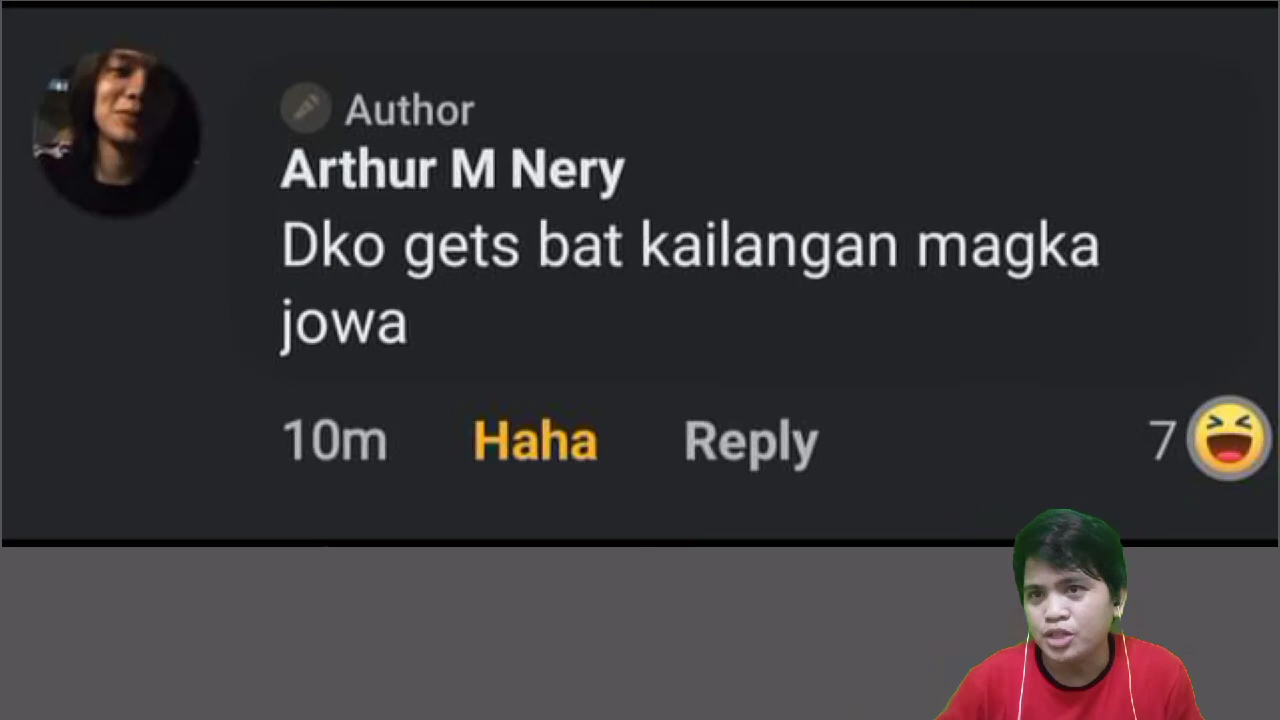 Author
Arthur M Nery
Dko gets bat kailangan magka
jowa
10m Haha Reply 7